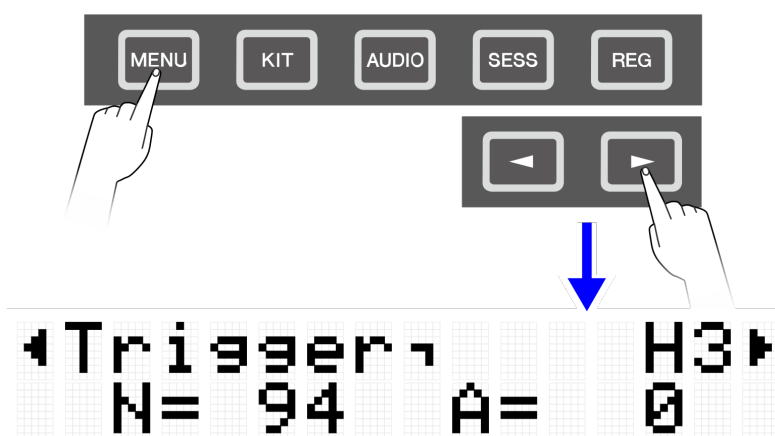 MENU KIT AUDIO SESS REG
◄ ►
◄Trigger┐ H3►
N= 94 A= 0